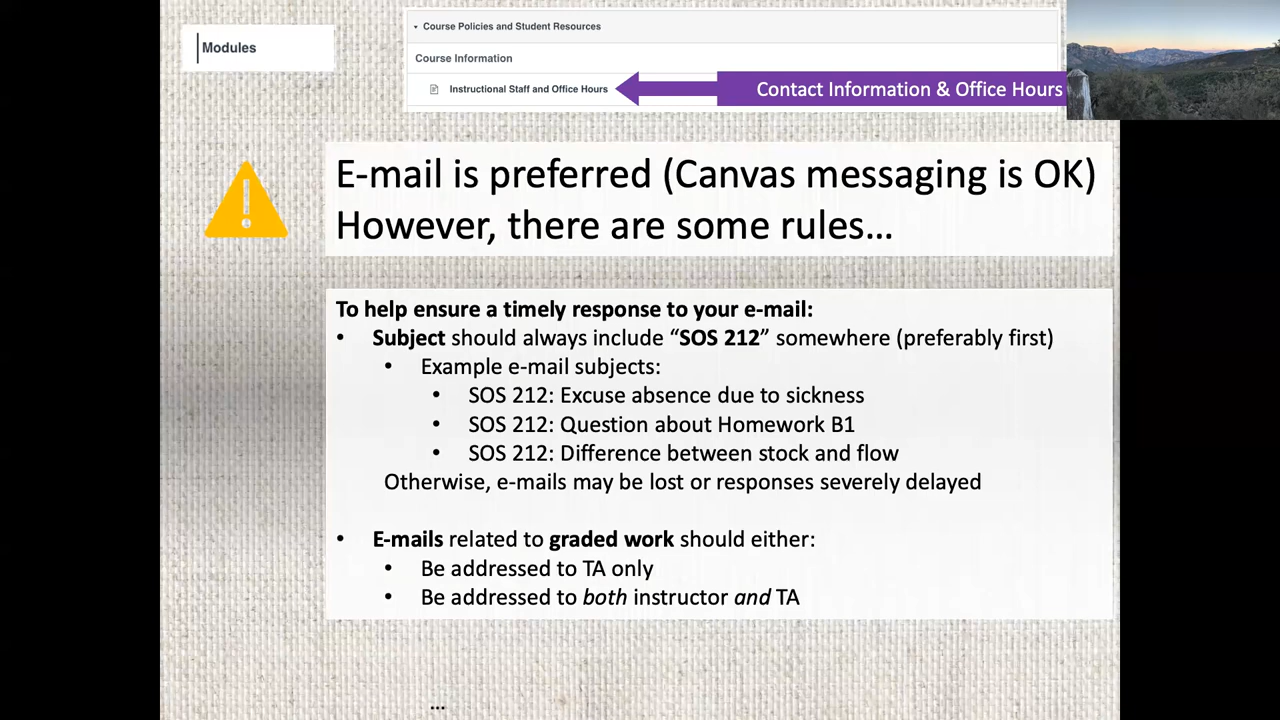 Modules
Course Policies and Student Resources
Course Information
Instructional Staff and Office Hours
Contact Information & Office Hours
E-mail is preferred (Canvas messaging is OK)
However, there are some rules…
To help ensure a timely response to your e-mail:
• Subject should always include “SOS 212” somewhere (preferably first)
• Example e-mail subjects:
• SOS 212: Excuse absence due to sickness
• SOS 212: Question about Homework B1
• SOS 212: Difference between stock and flow
Otherwise, e-mails may be lost or responses severely delayed
• E-mails related to graded work should either:
• Be addressed to TA only
• Be addressed to both instructor and TA
...